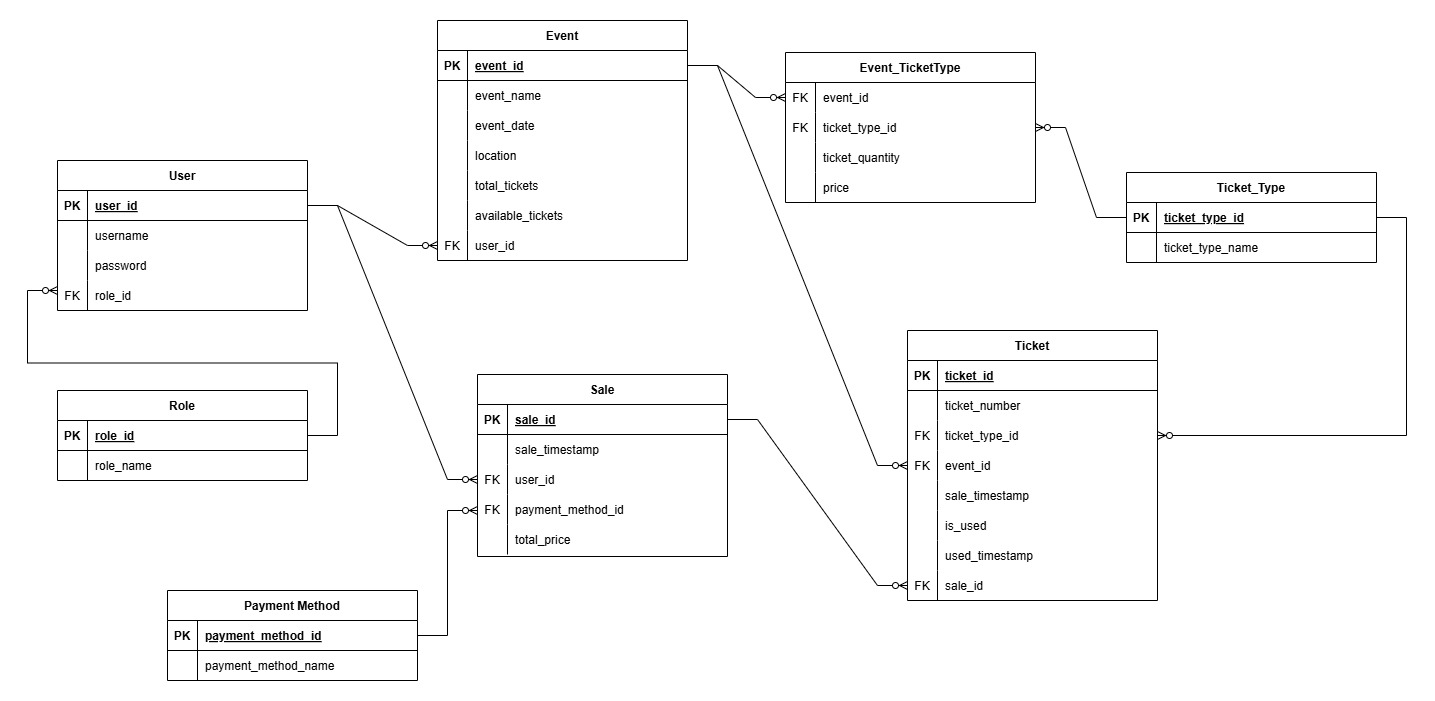 Event
PK event_id
event_name
event_date
location
total_tickets
available_tickets
FK user_id
Event_TicketType
FK event_id
FK ticket_type_id
ticket_quantity
price
User
PK user_id
username
password
FK role_id
Ticket_Type
PK ticket_type_id
ticket_type_name
Role
PK role_id
role_name
Sale
PK sale_id
sale_timestamp
FK user_id
FK payment_method_id
total_price
Ticket
PK ticket_id
ticket_number
FK ticket_type_id
FK event_id
sale_timestamp
is_used
used_timestamp
FK sale_id
Payment Method
PK payment_method_id
payment_method_name